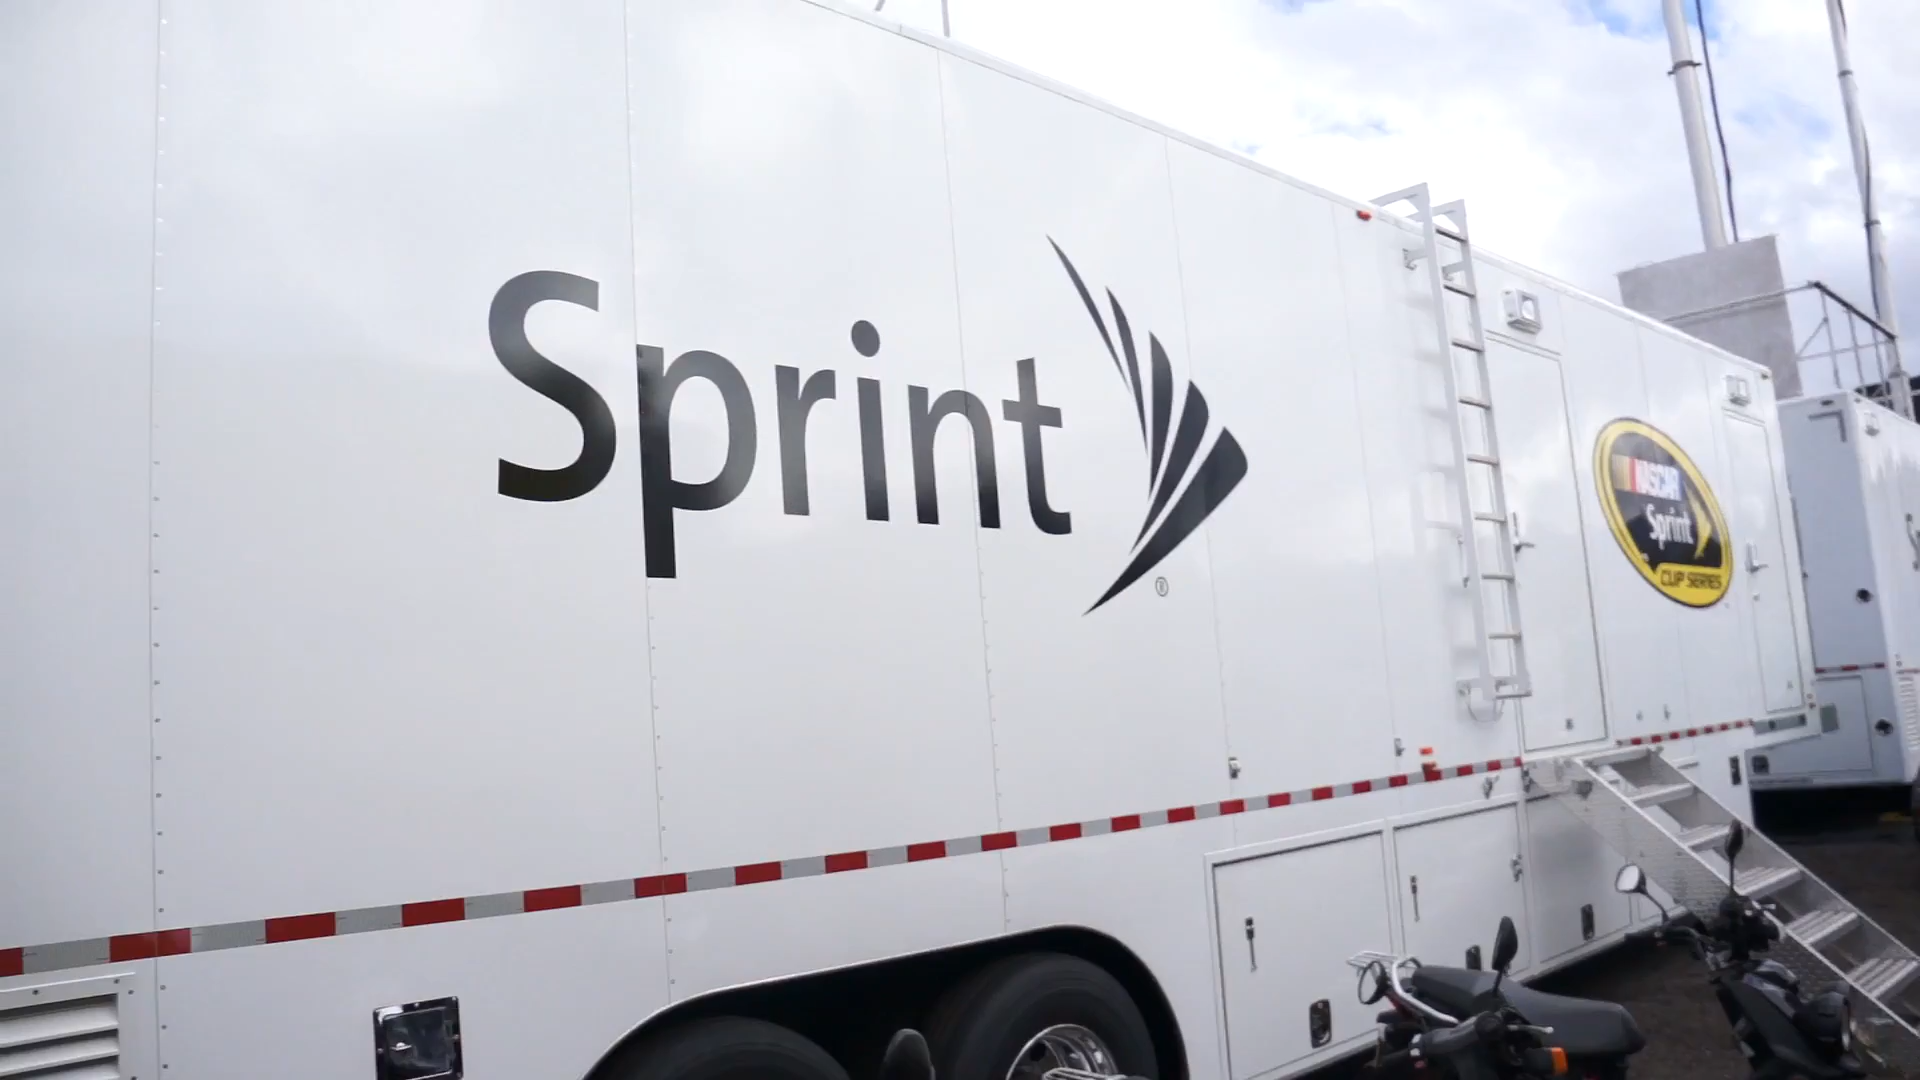 Sprint
®
NASCAR
Sprint
CUP SERIES